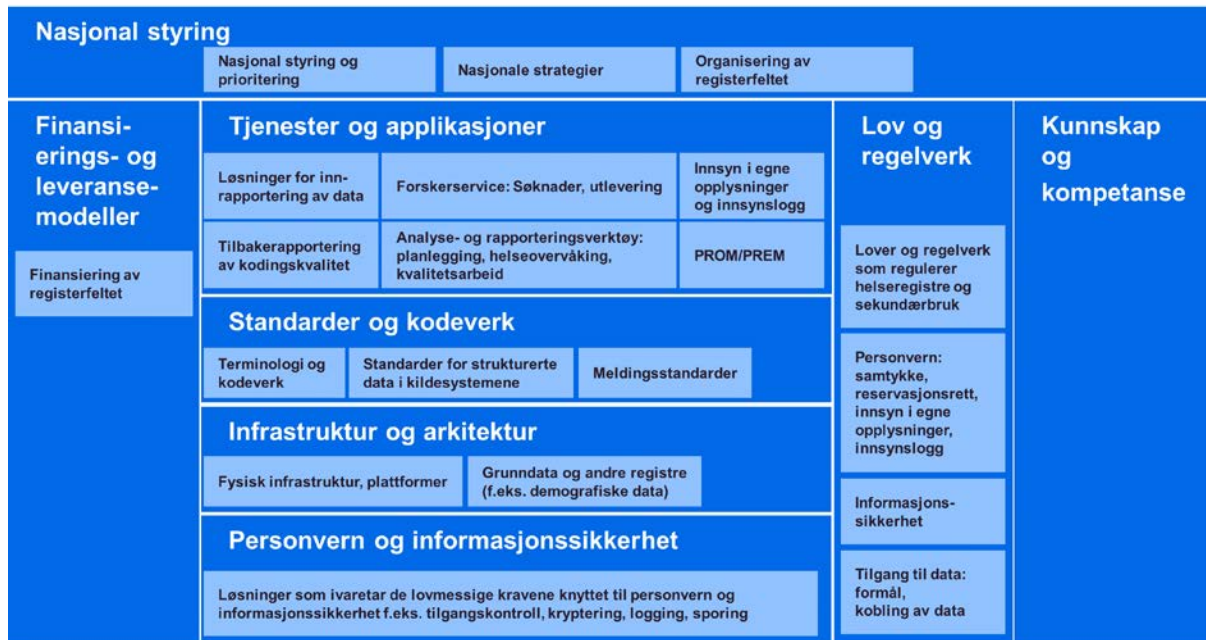 Nasjonal styring
Nasjonal styring og
prioritering
Nasjonale strategier
Organisering av
registerfeltet
Finansi-
erings- og
leveranse-
modeller
Finansiering av
registerfeltet
Tjenester og applikasjoner
Løsninger for inn-
rapportering av data
Forskerservice: Søknader, utlevering
Innsyn i egne
opplysninger
og innsynslogg
Tilbakerapportering
av kodingskvalitet
Analyse- og rapporteringsverktøy:
planlegging, helseovervåking,
kvalitetsarbeid
PROM/PREM
Standarder og kodeverk
Terminologi og
kodeverk
Standarder for strukturerte
data i kildesystemene
Meldingsstandarder
Infrastruktur og arkitektur
Fysisk infrastruktur, plattformer
Grunndata og andre registre
(f.eks. demografiske data)
Personvern og informasjonssikkerhet
Løsninger som ivaretar de lovmessige kravene knyttet til personvern og
informasjonssikkerhet f.eks. tilgangskontroll, kryptering, logging, sporing
Lov og
regelverk
Lover og regelverk
som regulerer
helseregistre og
sekundærbruk
Personvern:
samtykke,
reservasjonsrett,
innsyn i egne
opplysninger,
innsynslogg
Informasjons-
sikkerhet
Tilgang til data:
formål,
kobling av data
Kunnskap
og
kompetanse